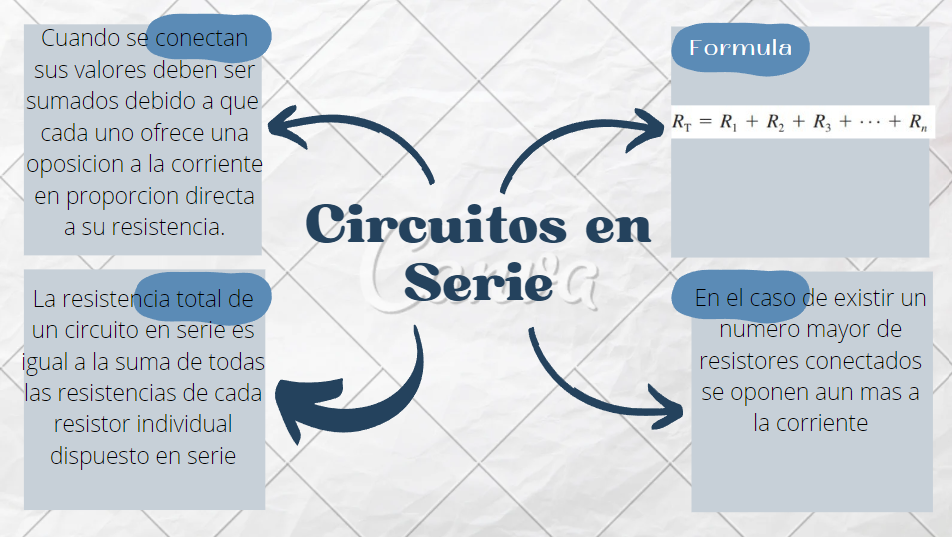 Cuando se conectan
sus valores deben ser
sumados debido a que
cada uno ofrece una
oposicion a la corriente
en proporcion directa
a su resistencia.
Formula
R_T = R_1 + R_2 + R_3 + ··· + R_n
Circuitos en
Serie
Canva
La resistencia total de
un circuito en serie es
igual a la suma de todas
las resistencias de cada
resistor individual
dispuesto en serie
En el caso de existir un
numero mayor de
resistores conectados
se oponen aun mas a
la corriente